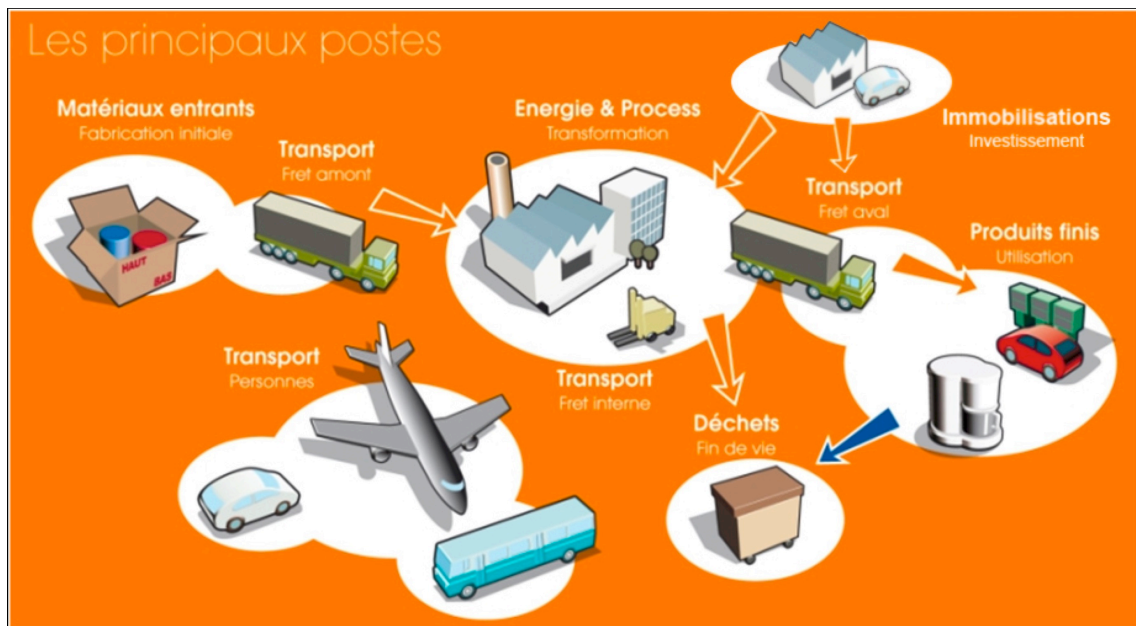 Les principaux postes
Matériaux entrants
Fabrication initiale
Transport
Fret amont
Energie & Process
Transformation
Immobilisations
Investissement
Transport
Fret aval
Produits finis
Utilisation
HAUT
BAS
Transport
Personnes
Transport
Fret interne
Déchets
Fin de vie